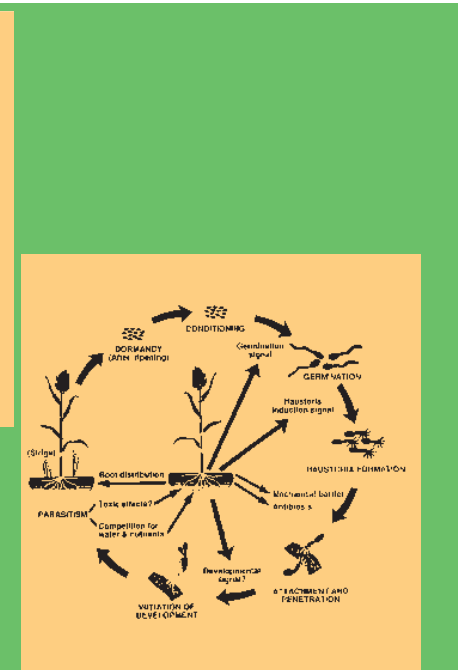 CONDITIONING
DORMANCY
(After ripening)
Germination
signal
GERMINATION
Haustoria
induction signal
(Striga)
Root distribution
HAUSTORIA FORMATION
Mechanical barrier
Antibiosis
PARASITISM
Toxic effects?
Competition for
water & nutrients
Developmental
signal?
ATTACHMENT AND
PENETRATION
INITIATION OF
DEVELOPMENT